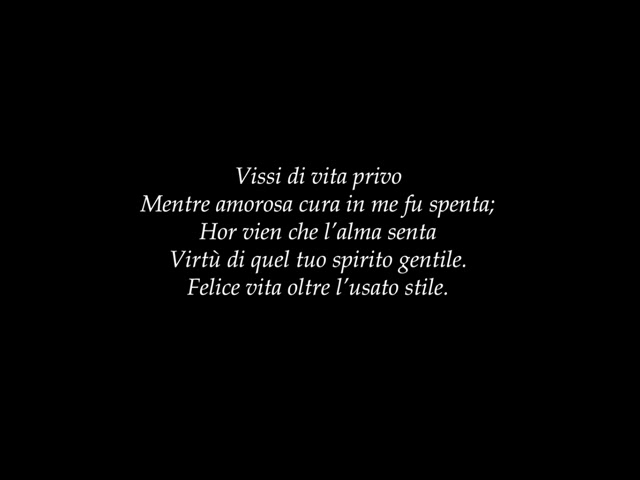 Vissi di vita privo
Mentre amorosa cura in me fu spenta;
Hor vien che l’alma senta
Virtù di quel tuo spirito gentile.
Felice vita oltre l’usato stile.